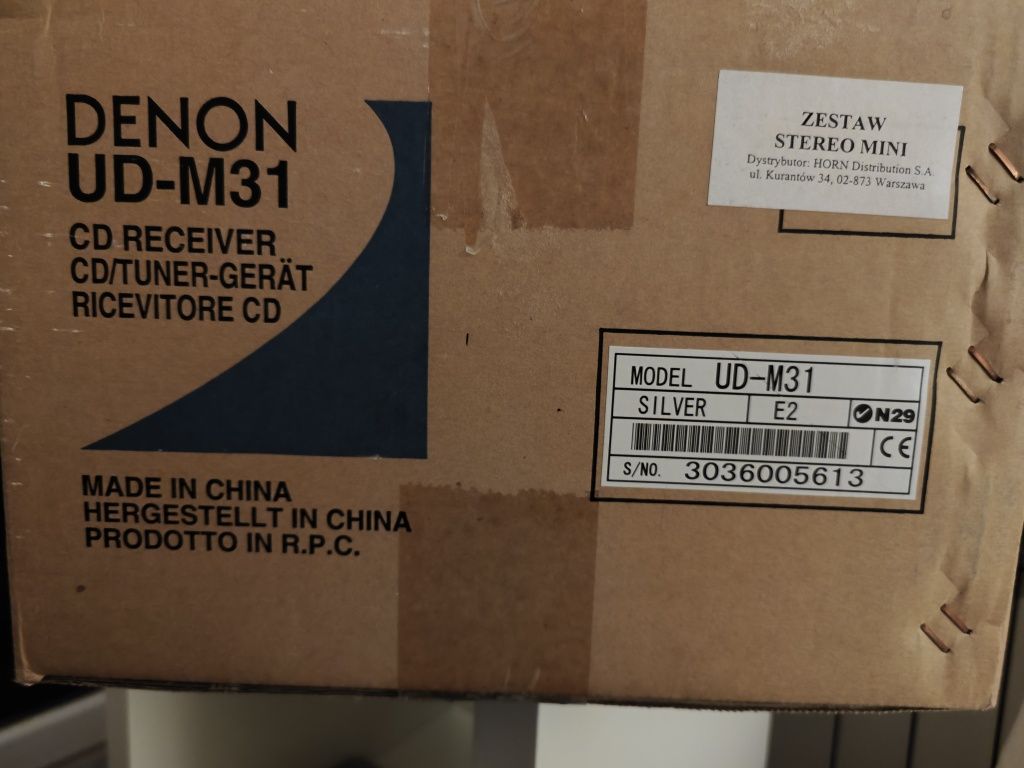 DENON
UD-M31
CD RECEIVER
CD/TUNER-GERÄT
RICEVITORE CD
MADE IN CHINA
HERGESTELLT IN CHINA
PRODOTTO IN R.P.C.
ZESTAW
STEREO MINI
Dystrybutor: HORN Distribution S.A.
ul. Kurantów 34, 02-873 Warszawa
MODEL UD-M31
SILVER E2 N29
CE
S/NO. 3036005613